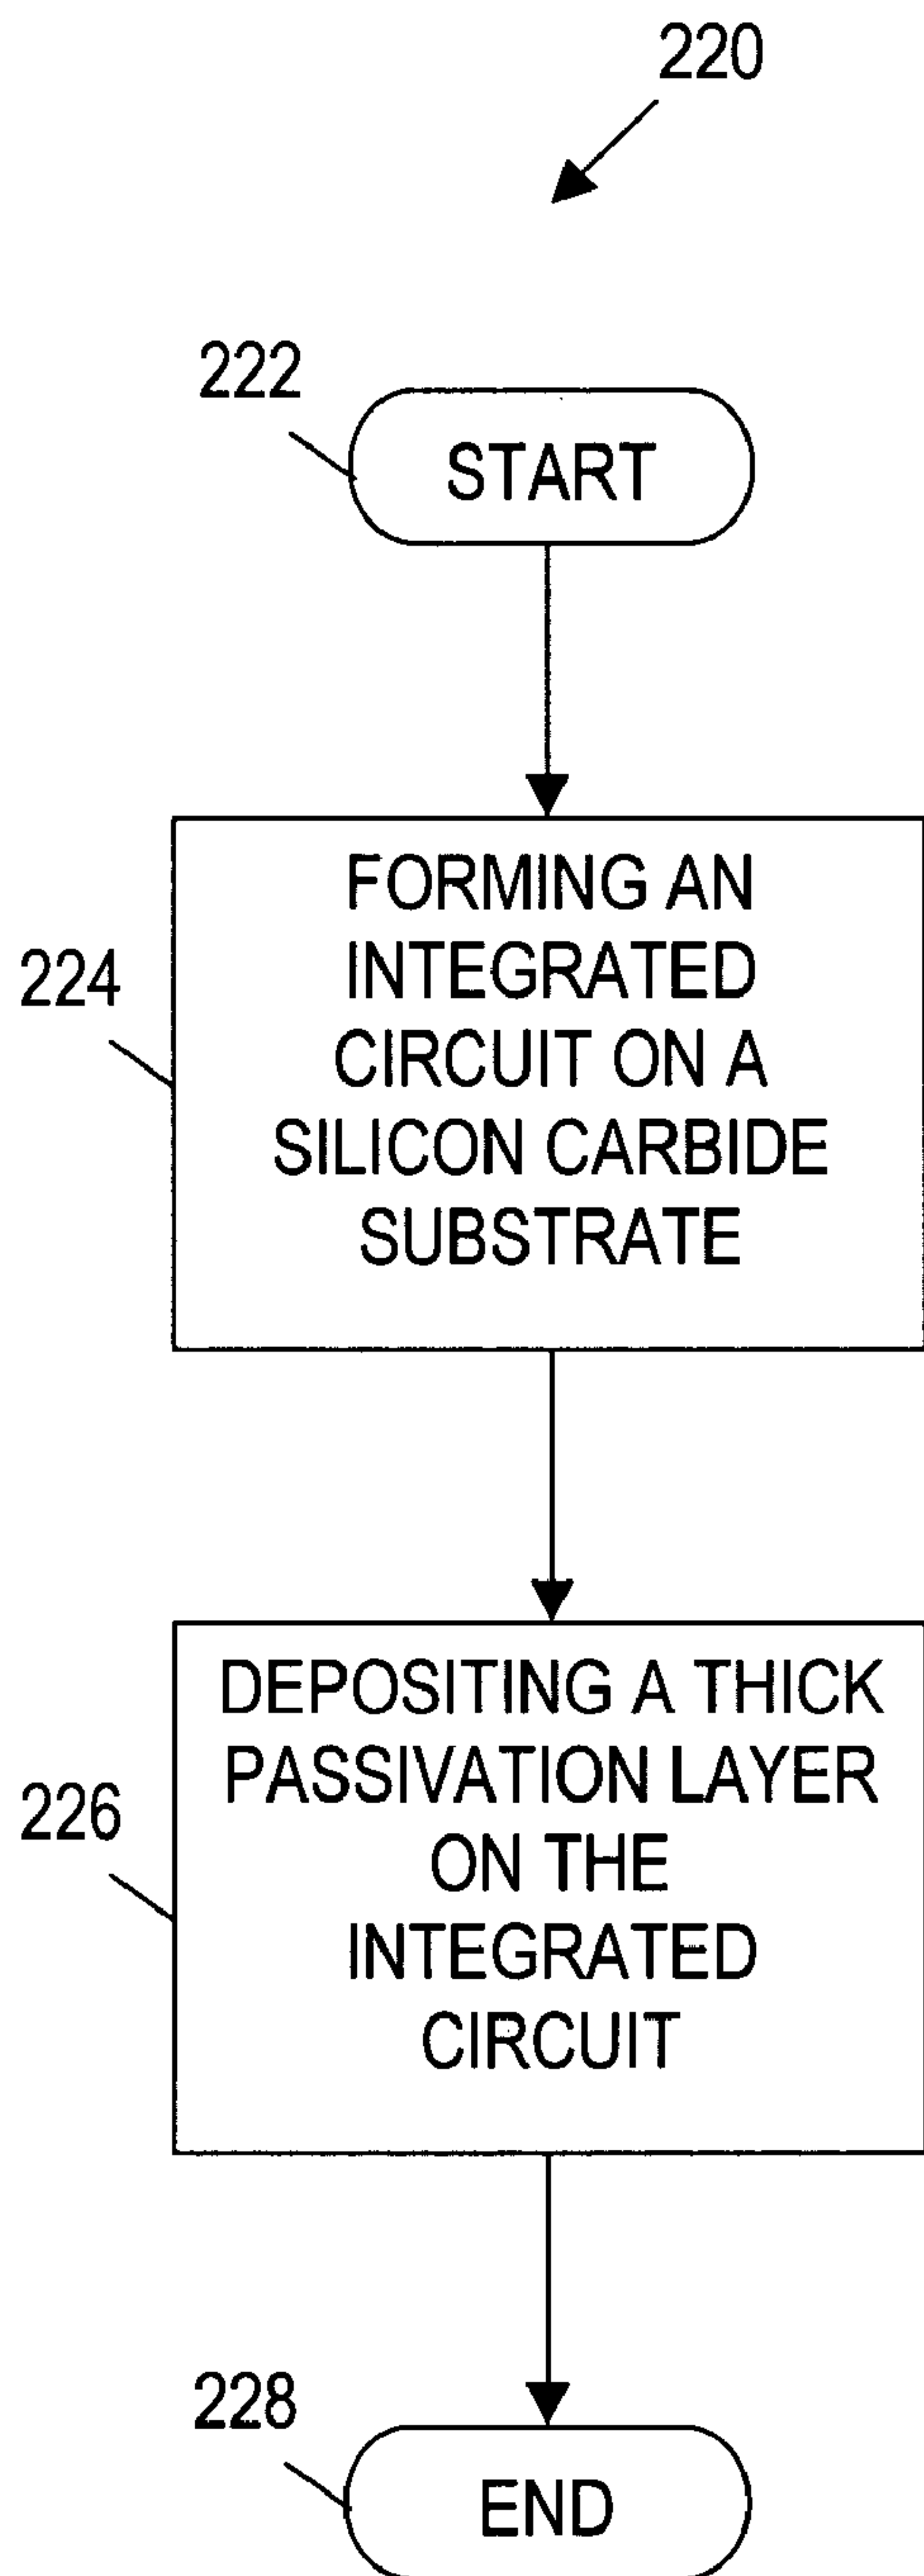 220
222
START
224
FORMING AN
INTEGRATED
CIRCUIT ON A
SILICON CARBIDE
SUBSTRATE
226
DEPOSITING A THICK
PASSIVATION LAYER
ON THE
INTEGRATED
CIRCUIT
228
END